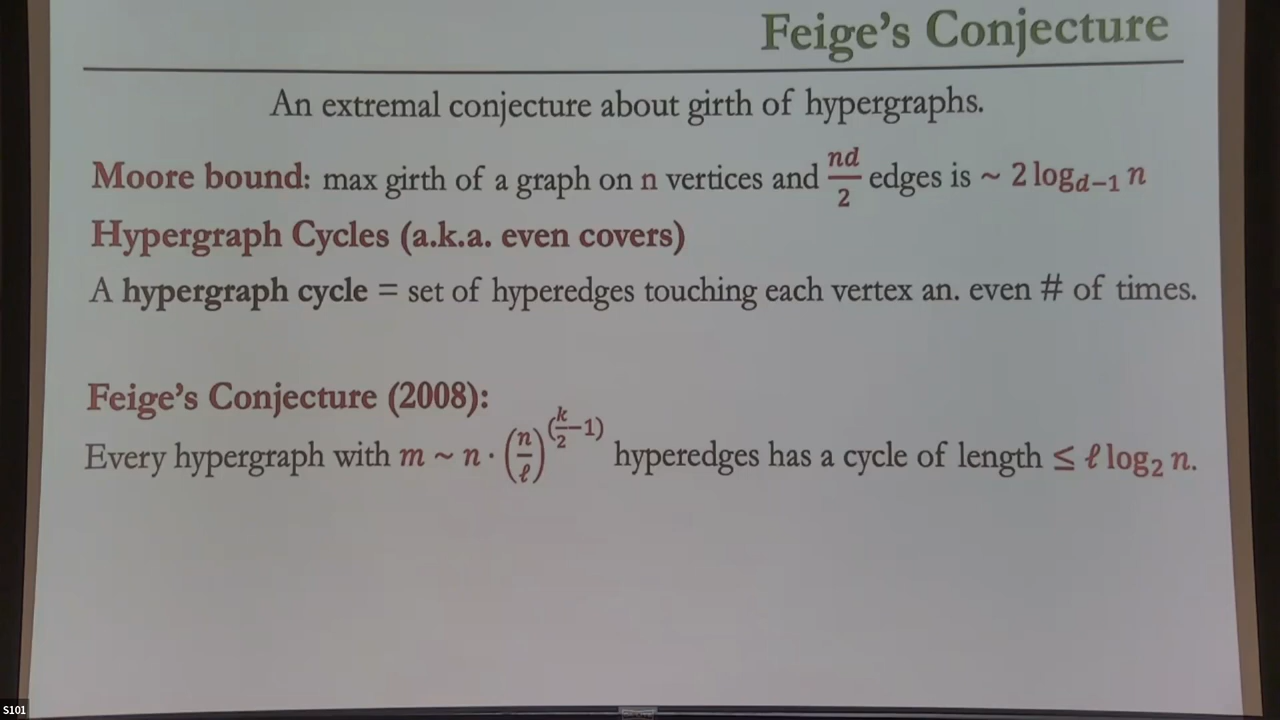 Feige's Conjecture
An extremal conjecture about girth of hypergraphs.
Moore bound: max girth of a graph on n vertices and nd/2 edges is ~ 2 log_{d−1} n
Hypergraph Cycles (a.k.a. even covers)
A hypergraph cycle = set of hyperedges touching each vertex an. even # of times.
Feige's Conjecture (2008):
Every hypergraph with m ~ n · (n/ℓ)^{(k/2−1)} hyperedges has a cycle of length ≤ ℓ log₂ n.
S101